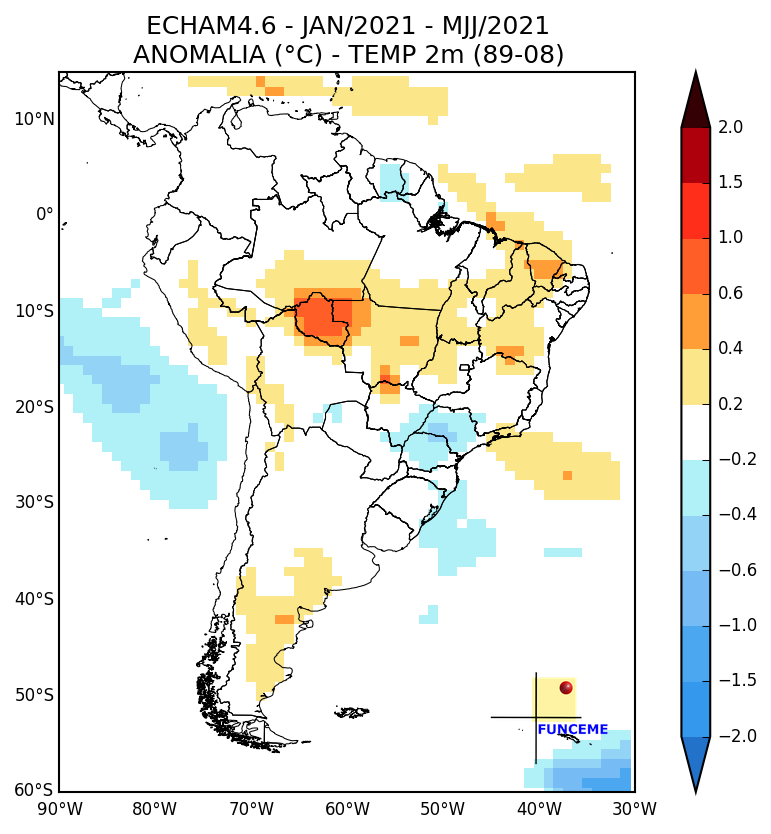 ECHAM4.6 - JAN/2021 - MJJ/2021
ANOMALIA (°C) - TEMP 2m (89-08)
10°N
0°
10°S
20°S
30°S
40°S
50°S
60°S
90°W 80°W 70°W 60°W 50°W 40°W 30°W
2.0
1.5
1.0
0.6
0.4
0.2
−0.2
−0.4
−0.6
−1.0
−1.5
−2.0
FUNCEME